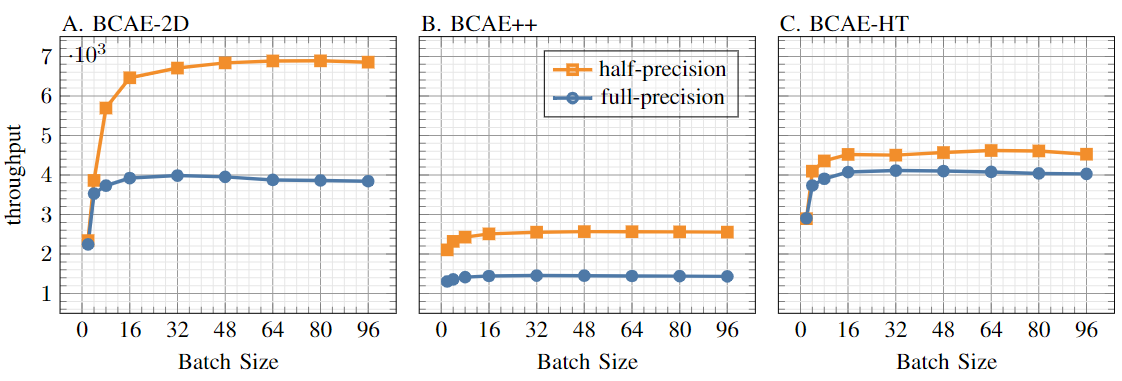 A. BCAE-2D
B. BCAE++
C. BCAE-HT
·10³
half-precision
full-precision
throughput
7
6
5
4
3
2
1
0 16 32 48 64 80 96
0 16 32 48 64 80 96
0 16 32 48 64 80 96
Batch Size
Batch Size
Batch Size